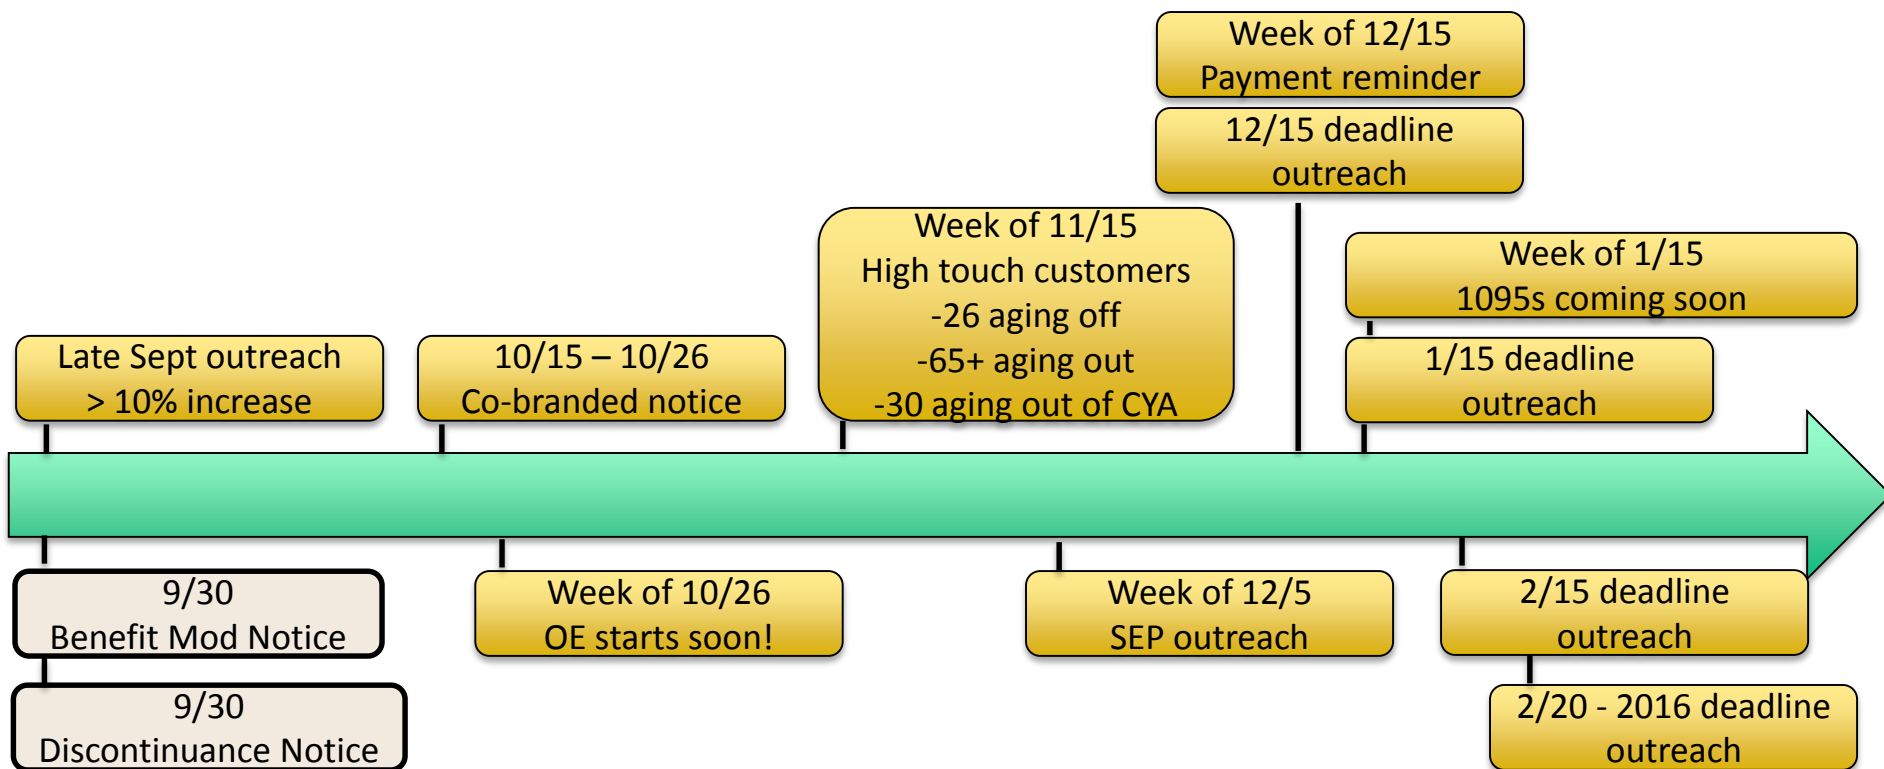 Week of 12/15
Payment reminder
12/15 deadline
outreach
Week of 11/15
High touch customers
-26 aging off
-65+ aging out
-30 aging out of CYA
Week of 1/15
1095s coming soon
Late Sept outreach
> 10% increase
10/15 – 10/26
Co-branded notice
1/15 deadline
outreach
9/30
Benefit Mod Notice
Week of 10/26
OE starts soon!
Week of 12/5
SEP outreach
2/15 deadline
outreach
9/30
Discontinuance Notice
2/20 - 2016 deadline
outreach